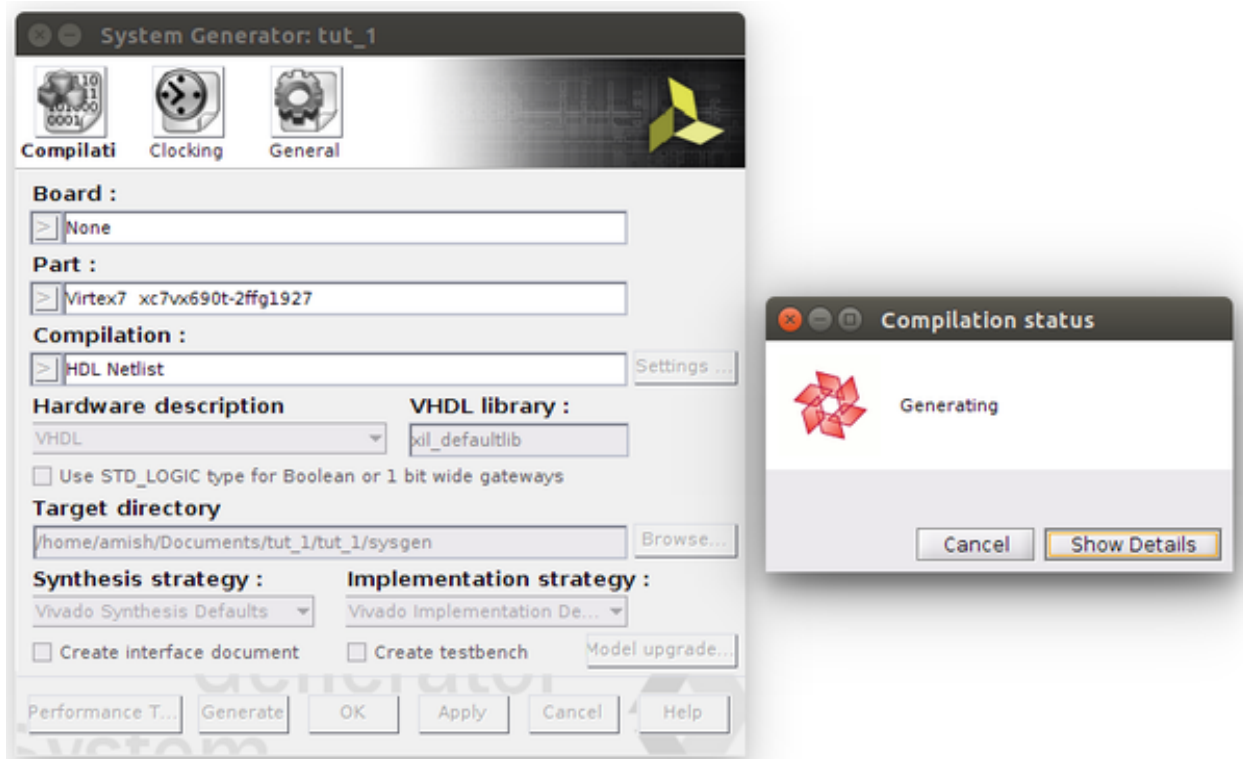 System Generator: tut_1
Compilati Clocking General
Board :
> None
Part :
> Virtex7 xc7vx690t-2ffg1927
Compilation :
> HDL Netlist Settings ...
Hardware description VHDL library :
VHDL xil_defaultlib
Use STD_LOGIC type for Boolean or 1 bit wide gateways
Target directory
/home/amish/Documents/tut_1/tut_1/sysgen Browse...
Synthesis strategy : Implementation strategy :
Vivado Synthesis Defaults Vivado Implementation De...
Create interface document Create testbench Model upgrade...
Performance T... Generate OK Apply Cancel Help
System Generator
Compilation status
Generating
Cancel Show Details